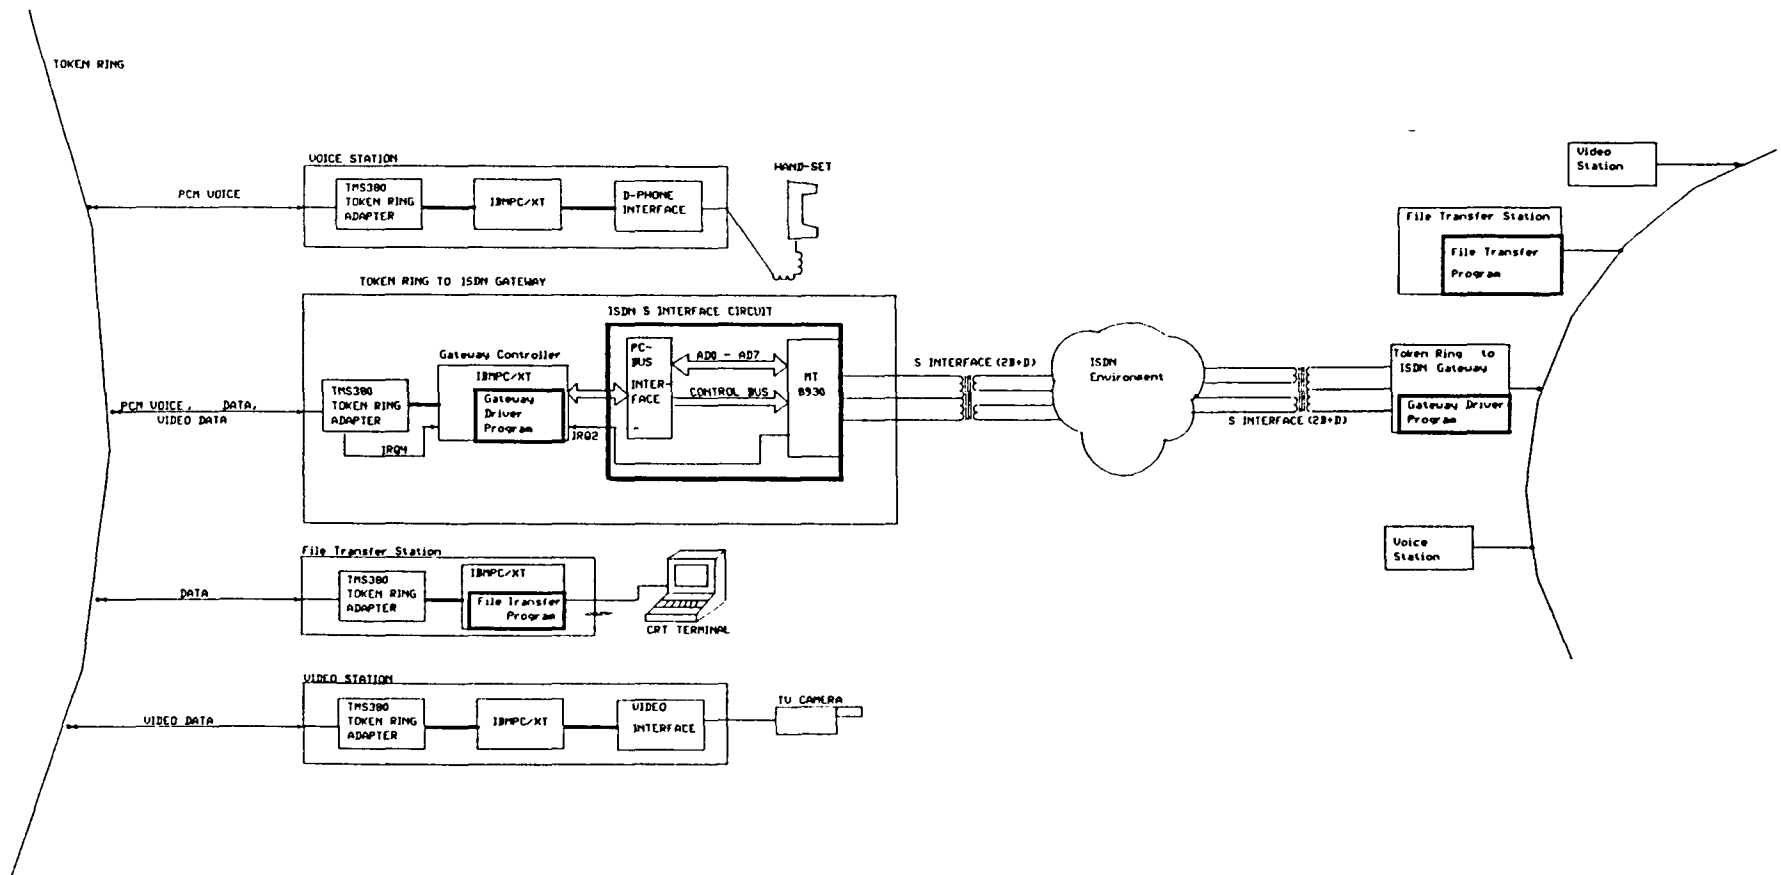 TOKEN RING
VOICE STATION
PCM VOICE
TMS380
TOKEN RING
ADAPTER
IBMPC/XT
D-PHONE
INTERFACE
HAND-SET
TOKEN RING TO ISDN GATEWAY
ISDN S INTERFACE CIRCUIT
Gateway Controller
IBMPC/XT
Gateway
Driver
Program
TMS380
TOKEN RING
ADAPTER
PCM VOICE, DATA,
VIDEO DATA
IRQ4
IRQ2
PC-
BUS
INTER-
FACE
AD0 - AD7
CONTROL BUS
MT
8930
S INTERFACE (2B+D)
ISDN
Environment
S INTERFACE (2B+D)
File Transfer Station
DATA
TMS380
TOKEN RING
ADAPTER
IBMPC/XT
File Transfer
Program
CRT TERMINAL
VIDEO STATION
VIDEO DATA
TMS380
TOKEN RING
ADAPTER
IBMPC/XT
VIDEO
INTERFACE
TV CAMERA
Video
Station
File Transfer Station
File Transfer
Program
Token Ring to
ISDN Gateway
Gateway Driver
Program
Voice
Station